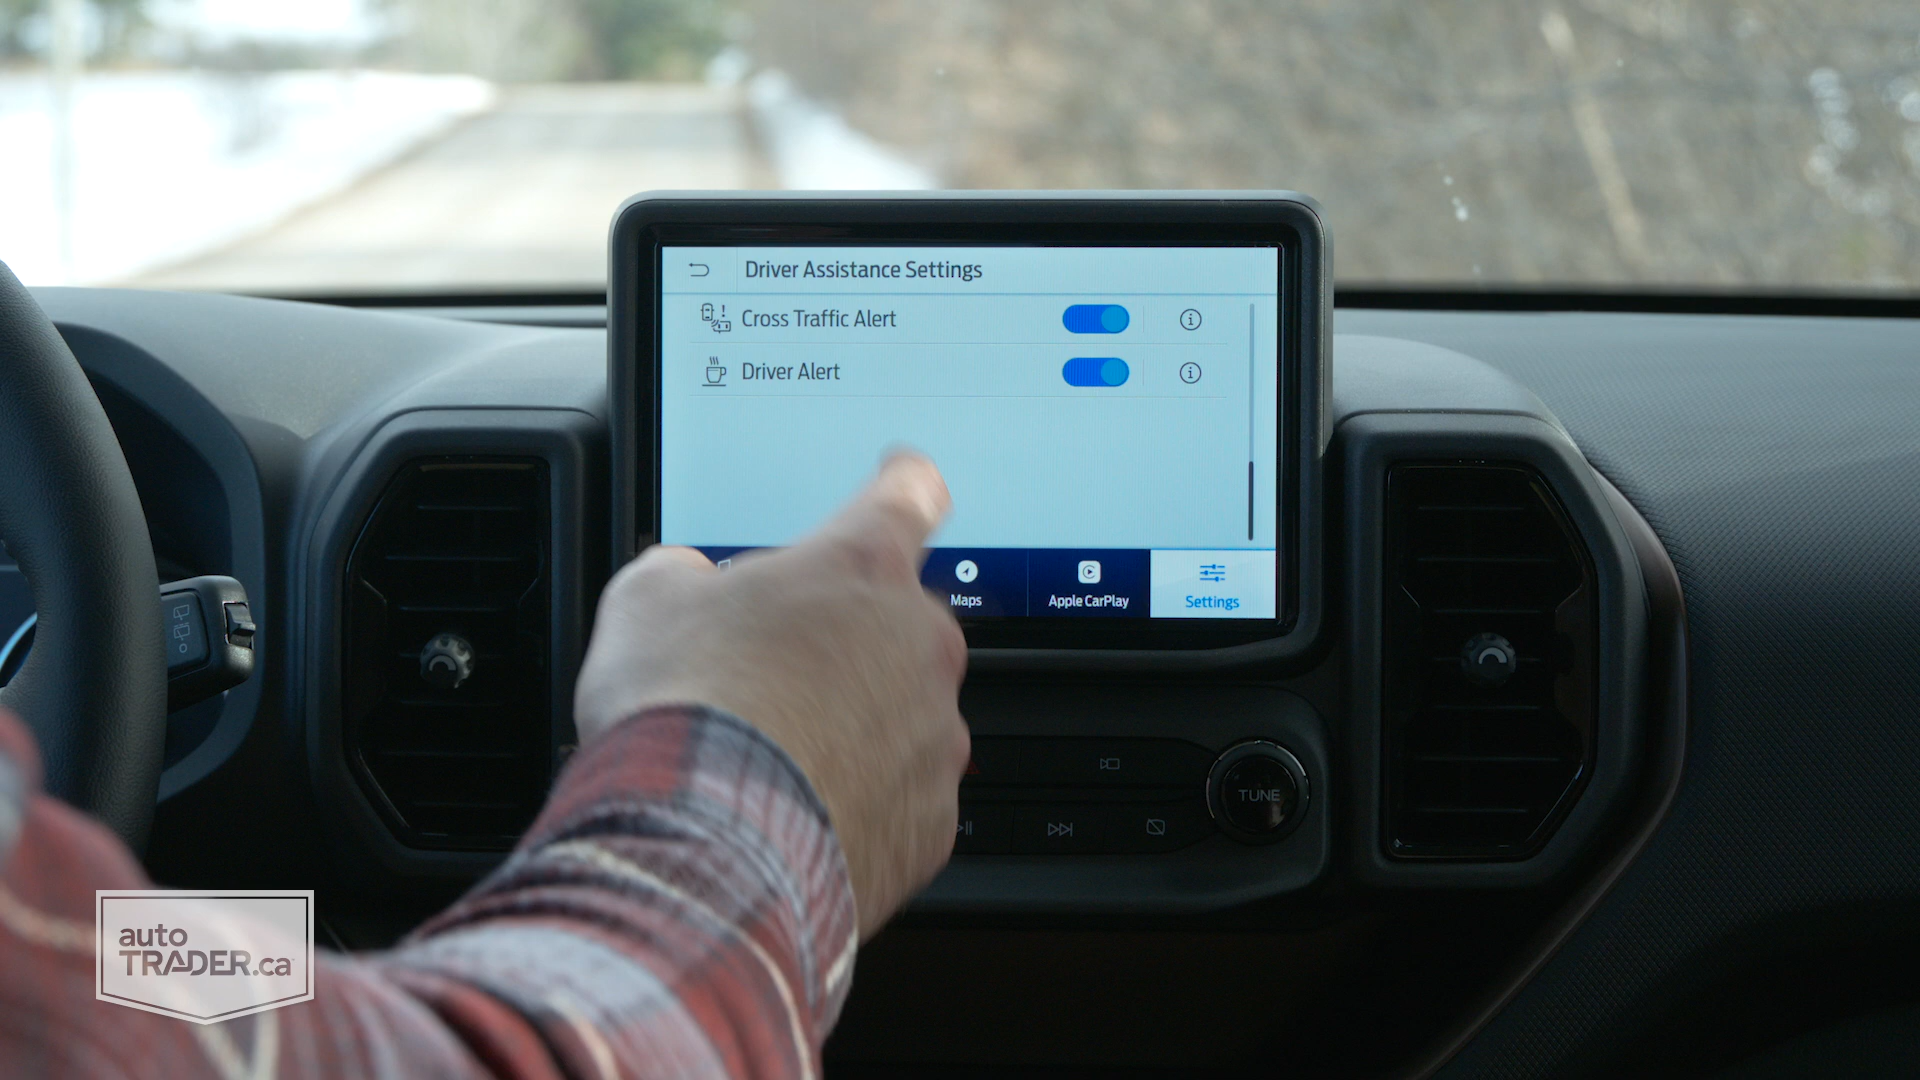 Driver Assistance Settings
Cross Traffic Alert
Driver Alert
Maps
Apple CarPlay
Settings
TUNE
auto
TRADER.ca